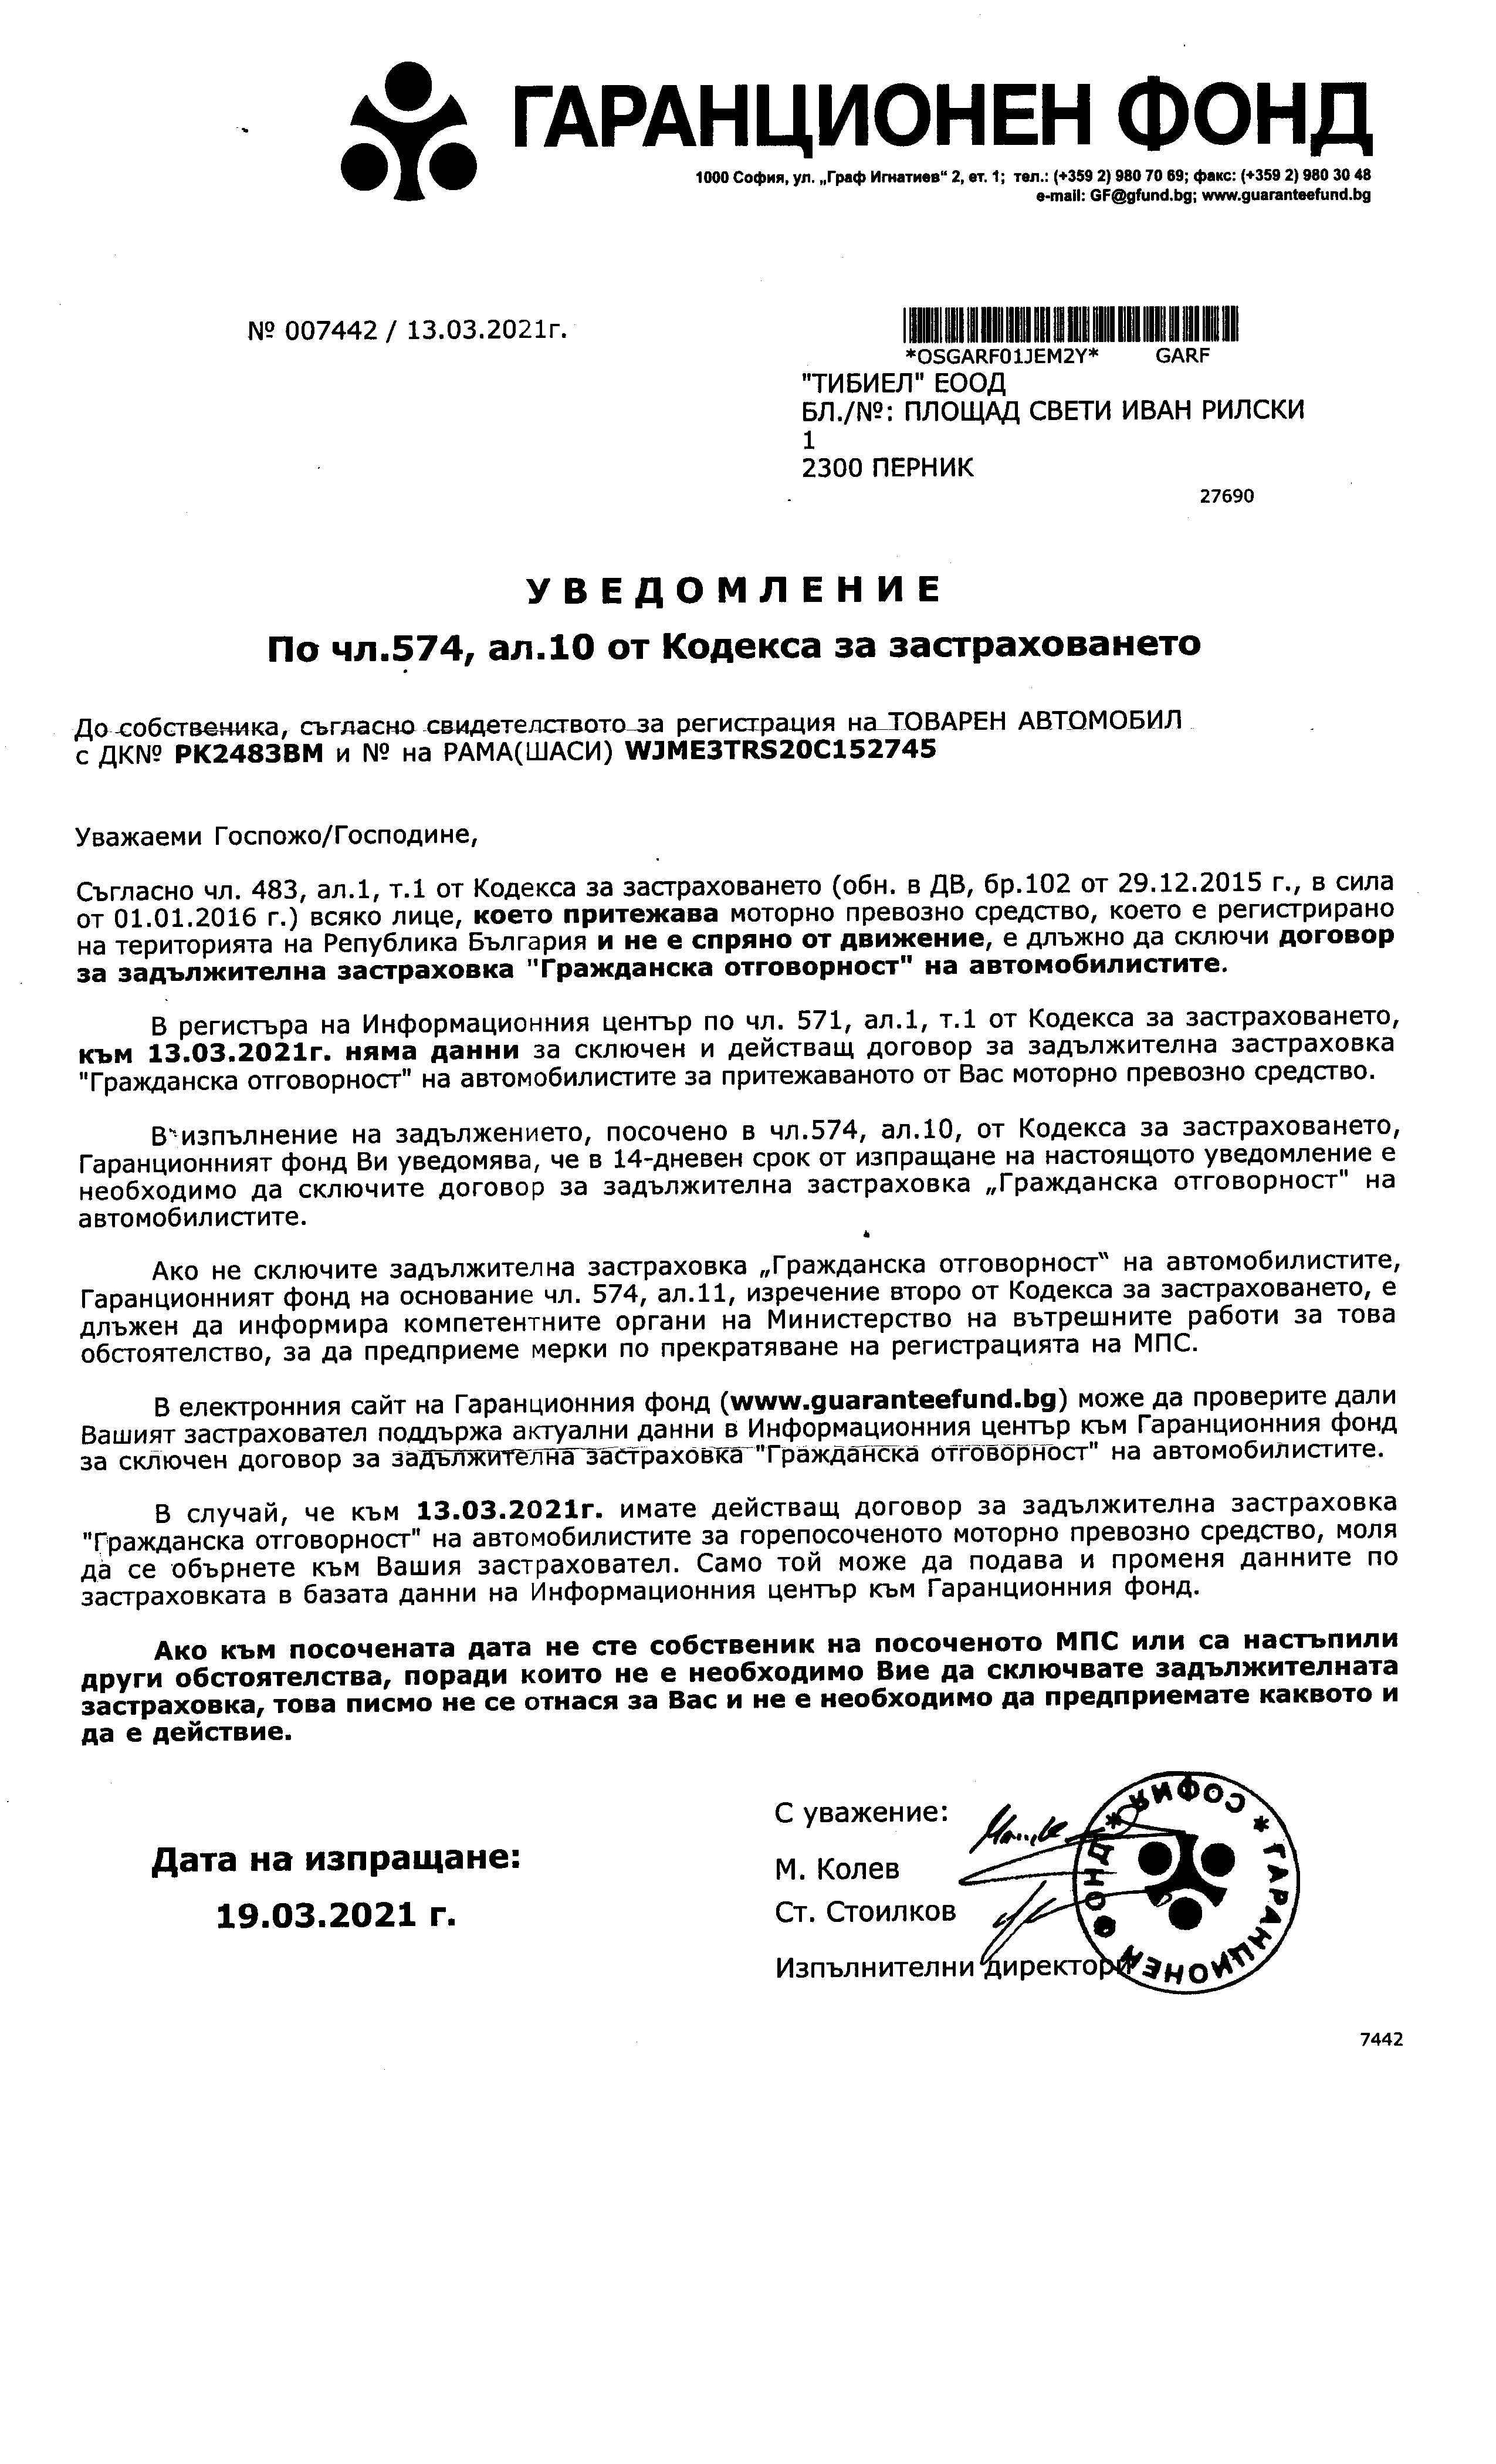 ГАРАНЦИОНЕН ФОНД
1000 София, ул. „Граф Игнатиев“ 2, ет. 1; тел.: (+359 2) 980 70 69; факс: (+359 2) 980 30 48
e-mail: GF@gfund.bg; www.guaranteefund.bg
№ 007442 / 13.03.2021г.
*OSGARF01JEM2Y* GARF
"ТИБИЕЛ" ЕООД
БЛ./№: ПЛОЩАД СВЕТИ ИВАН РИЛСКИ
1
2300 ПЕРНИК
27690
УВЕДОМЛЕНИЕ
По чл.574, ал.10 от Кодекса за застраховането
До собственика, съгласно свидетелството за регистрация на ТОВАРЕН АВТОМОБИЛ
с ДК№ PK2483BM и № на РАМА(ШАСИ) WJME3TRS20C152745
Уважаеми Госпожо/Господине,
Съгласно чл. 483, ал.1, т.1 от Кодекса за застраховането (обн. в ДВ, бр.102 от 29.12.2015 г., в сила
от 01.01.2016 г.) всяко лице, което притежава моторно превозно средство, което е регистрирано
на територията на Република България и не е спряно от движение, е длъжно да сключи договор
за задължителна застраховка "Гражданска отговорност" на автомобилистите.
В регистъра на Информационния център по чл. 571, ал.1, т.1 от Кодекса за застраховането,
към 13.03.2021г. няма данни за сключен и действащ договор за задължителна застраховка
"Гражданска отговорност" на автомобилистите за притежаваното от Вас моторно превозно средство.
В изпълнение на задължението, посочено в чл.574, ал.10, от Кодекса за застраховането,
Гаранционният фонд Ви уведомява, че в 14-дневен срок от изпращане на настоящото уведомление е
необходимо да сключите договор за задължителна застраховка „Гражданска отговорност" на
автомобилистите.
Ако не сключите задължителна застраховка „Гражданска отговорност“ на автомобилистите,
Гаранционният фонд на основание чл. 574, ал.11, изречение второ от Кодекса за застраховането, е
длъжен да информира компетентните органи на Министерство на вътрешните работи за това
обстоятелство, за да предприеме мерки по прекратяване на регистрацията на МПС.
В електронния сайт на Гаранционния фонд (www.guaranteefund.bg) може да проверите дали
Вашият застраховател поддържа актуални данни в Информационния център към Гаранционния фонд
за сключен договор за задължителна застраховка "Гражданска отговорност" на автомобилистите.
В случай, че към 13.03.2021г. имате действащ договор за задължителна застраховка
"Гражданска отговорност" на автомобилистите за горепосоченото моторно превозно средство, моля
да се обърнете към Вашия застраховател. Само той може да подава и променя данните по
застраховката в базата данни на Информационния център към Гаранционния фонд.
Ако към посочената дата не сте собственик на посоченото МПС или са настъпили
други обстоятелства, поради които не е необходимо Вие да сключвате задължителната
застраховка, това писмо не се отнася за Вас и не е необходимо да предприемате каквото и
да е действие.
С уважение:
М. Колев
Ст. Стоилков
Изпълнителни директори
Дата на изпращане:
19.03.2021 г.
* ГАРАНЦИОНЕН ФОНД * СОФИЯ
7442